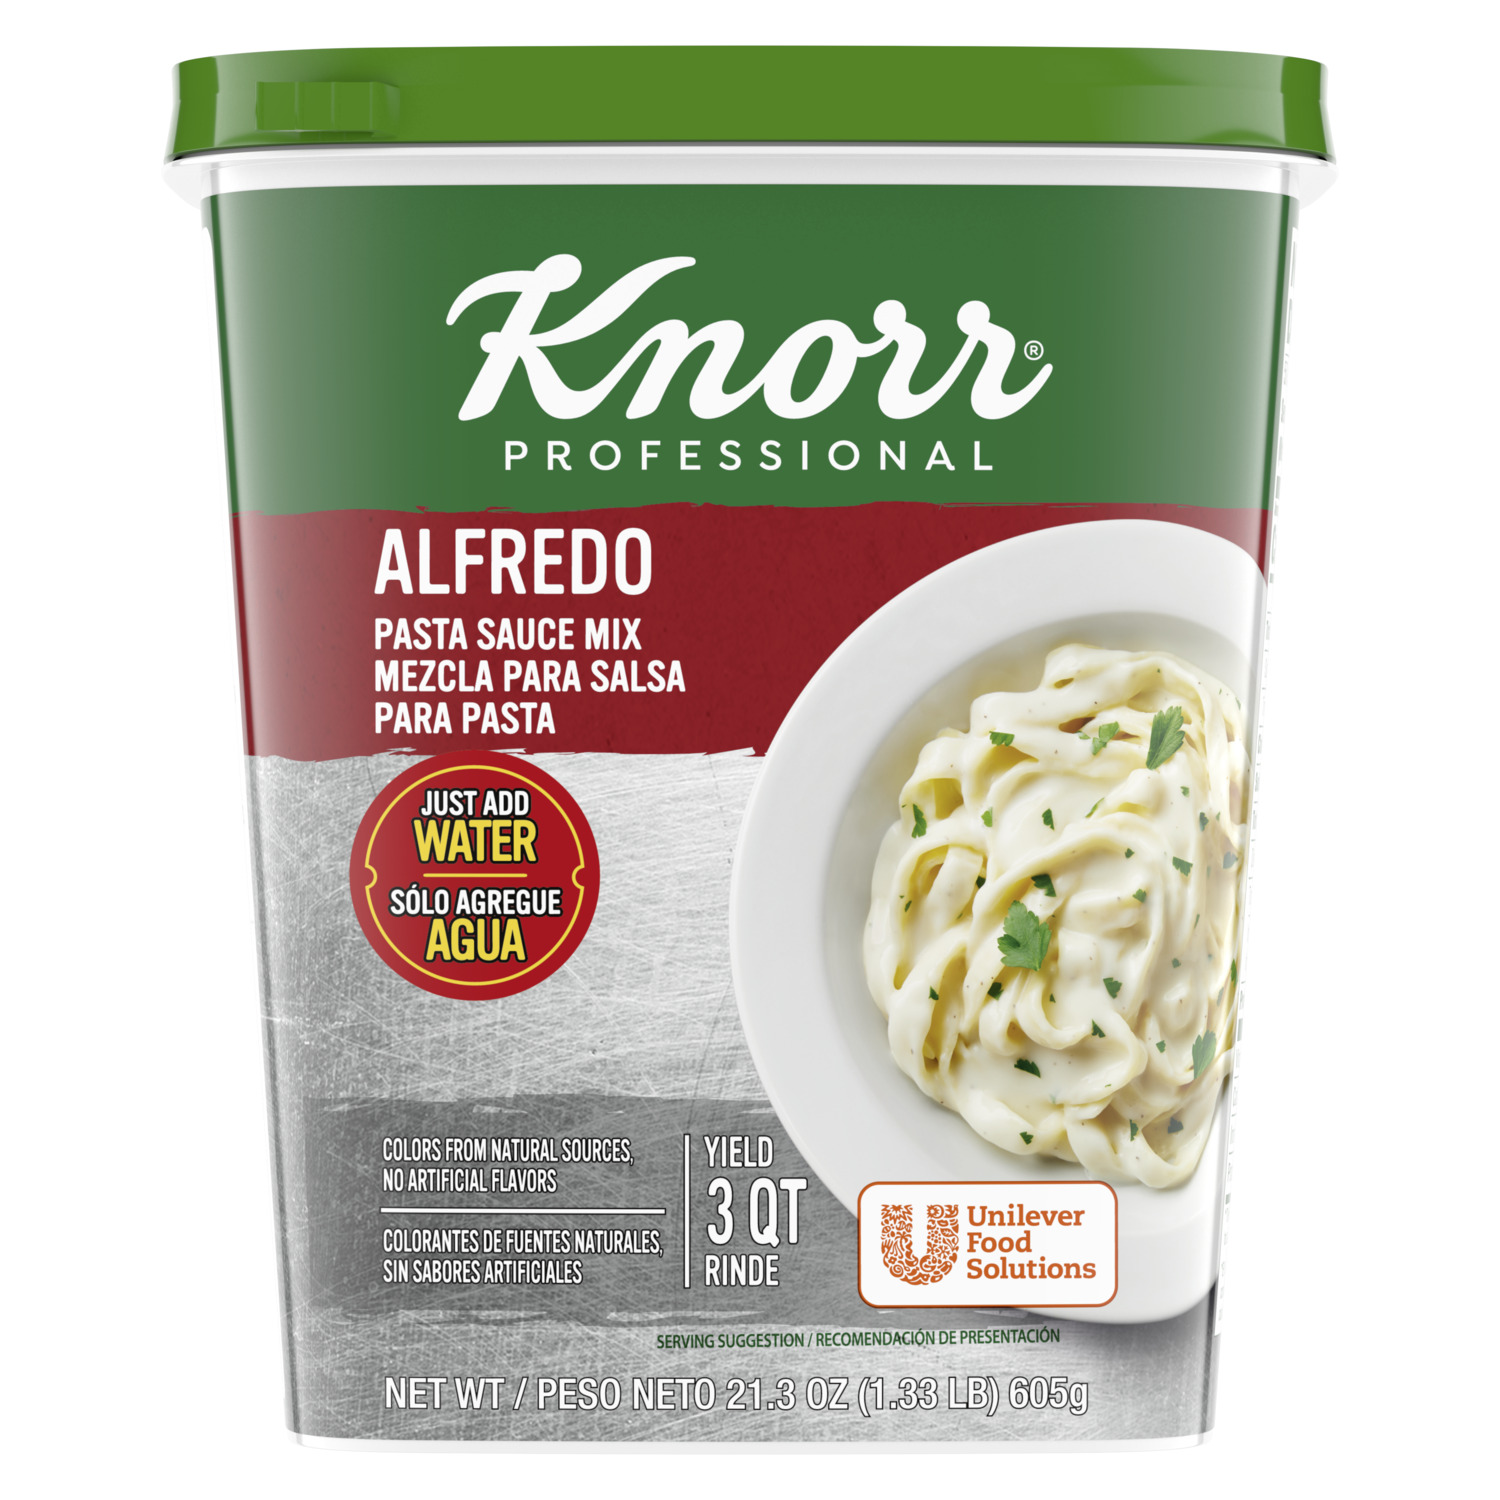 Knorr®
PROFESSIONAL
ALFREDO
PASTA SAUCE MIX
MEZCLA PARA SALSA
PARA PASTA
JUST ADD
WATER
SÓLO AGREGUE
AGUA
COLORS FROM NATURAL SOURCES,
NO ARTIFICIAL FLAVORS
COLORANTES DE FUENTES NATURALES,
SIN SABORES ARTIFICIALES
YIELD
3 QT
RINDE
Unilever
Food
Solutions
SERVING SUGGESTION / RECOMENDACIÓN DE PRESENTACIÓN
NET WT / PESO NETO 21.3 OZ (1.33 LB) 605g